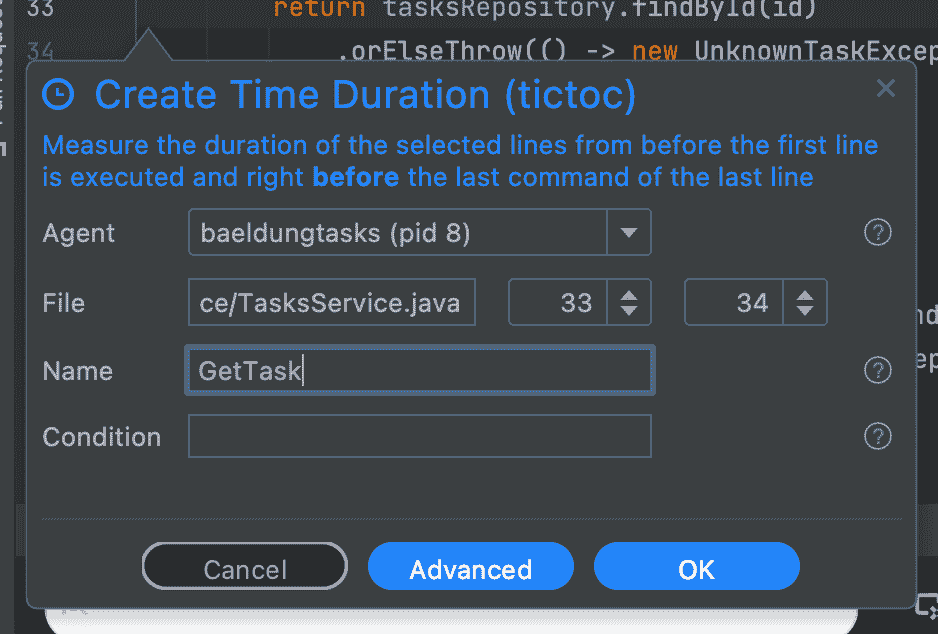 33 return tasksRepository.findById(id)
34 .orElseThrow(() -> new UnknownTaskExcep
Create Time Duration (tictoc)
Measure the duration of the selected lines from before the first line
is executed and right before the last command of the last line
Agent baeldungtasks (pid 8)
File ce/TasksService.java 33 34
Name GetTask
Condition
Cancel Advanced OK